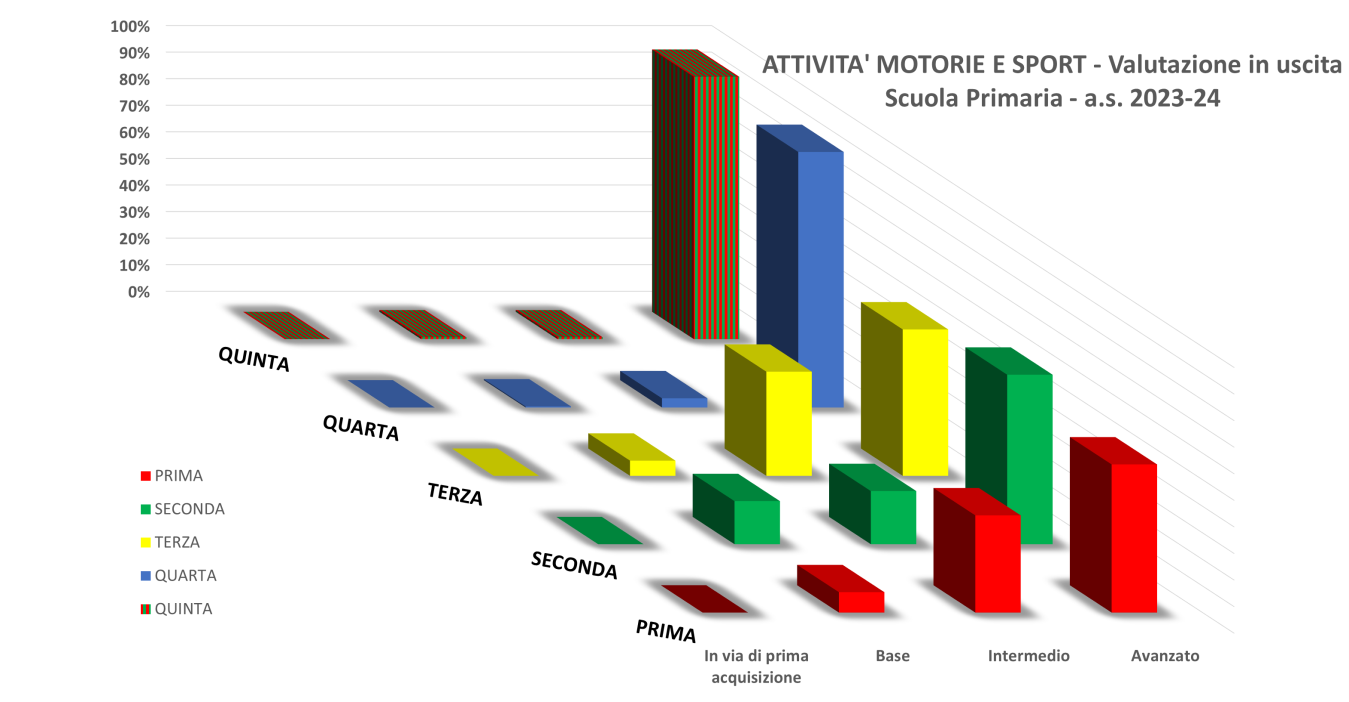 100%
90%
80%
70%
60%
50%
40%
30%
20%
10%
0%
ATTIVITA' MOTORIE E SPORT - Valutazione in uscita
Scuola Primaria - a.s. 2023-24
QUINTA
QUARTA
TERZA
SECONDA
PRIMA
PRIMA
SECONDA
TERZA
QUARTA
QUINTA
In via di prima
acquisizione
Base
Intermedio
Avanzato